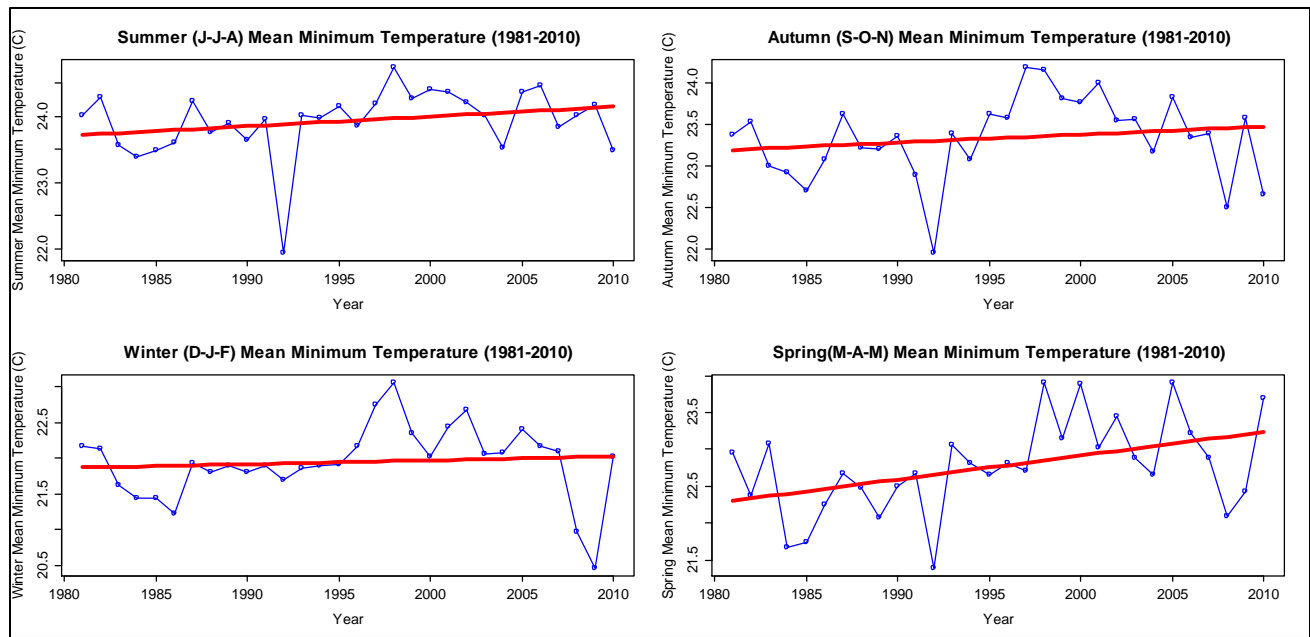 Summer (J-J-A) Mean Minimum Temperature (1981-2010)
Summer Mean Minimum Temperature (C)
24.0
23.0
22.0
1980 1985 1990 1995 2000 2005 2010
Year
Autumn (S-O-N) Mean Minimum Temperature (1981-2010)
Autumn Mean Minimum Temperature (C)
24.0
23.5
23.0
22.5
22.0
1980 1985 1990 1995 2000 2005 2010
Year
Winter (D-J-F) Mean Minimum Temperature (1981-2010)
Winter Mean Minimum Temperature (C)
22.5
21.5
20.5
1980 1985 1990 1995 2000 2005 2010
Year
Spring(M-A-M) Mean Minimum Temperature (1981-2010)
Spring Mean Minimum Temperature (C)
23.5
22.5
21.5
1980 1985 1990 1995 2000 2005 2010
Year